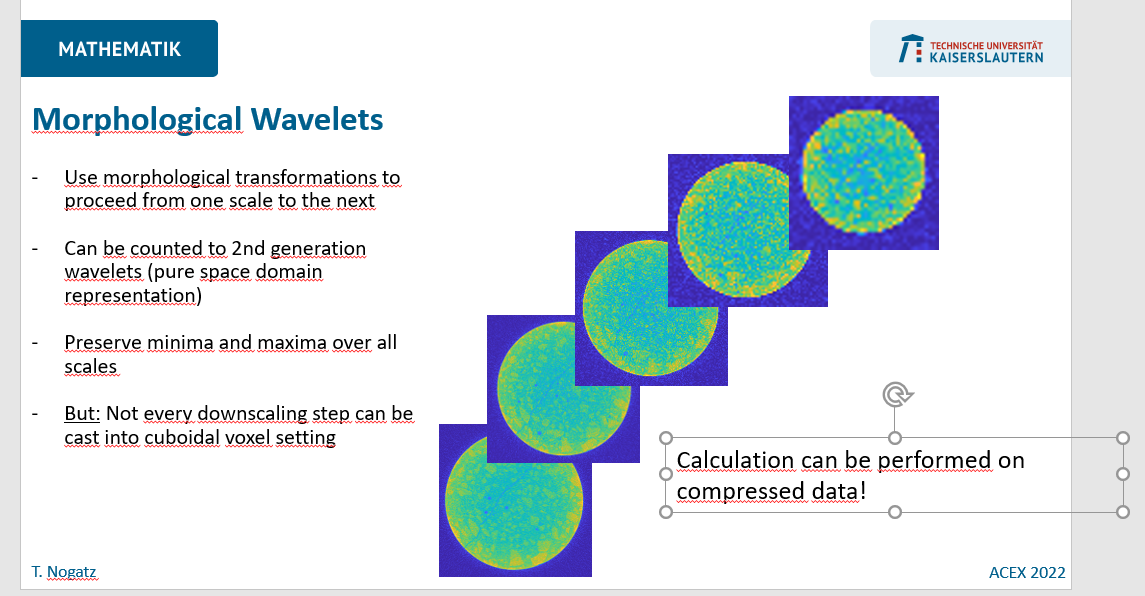 MATHEMATIK
TECHNISCHE UNIVERSITÄT
KAISERSLAUTERN
Morphological Wavelets
- Use morphological transformations to
proceed from one scale to the next
- Can be counted to 2nd generation
wavelets (pure space domain
representation)
- Preserve minima and maxima over all
scales
- But: Not every downscaling step can be
cast into cuboidal voxel setting
Calculation can be performed on
compressed data!
T. Nogatz
ACEX 2022